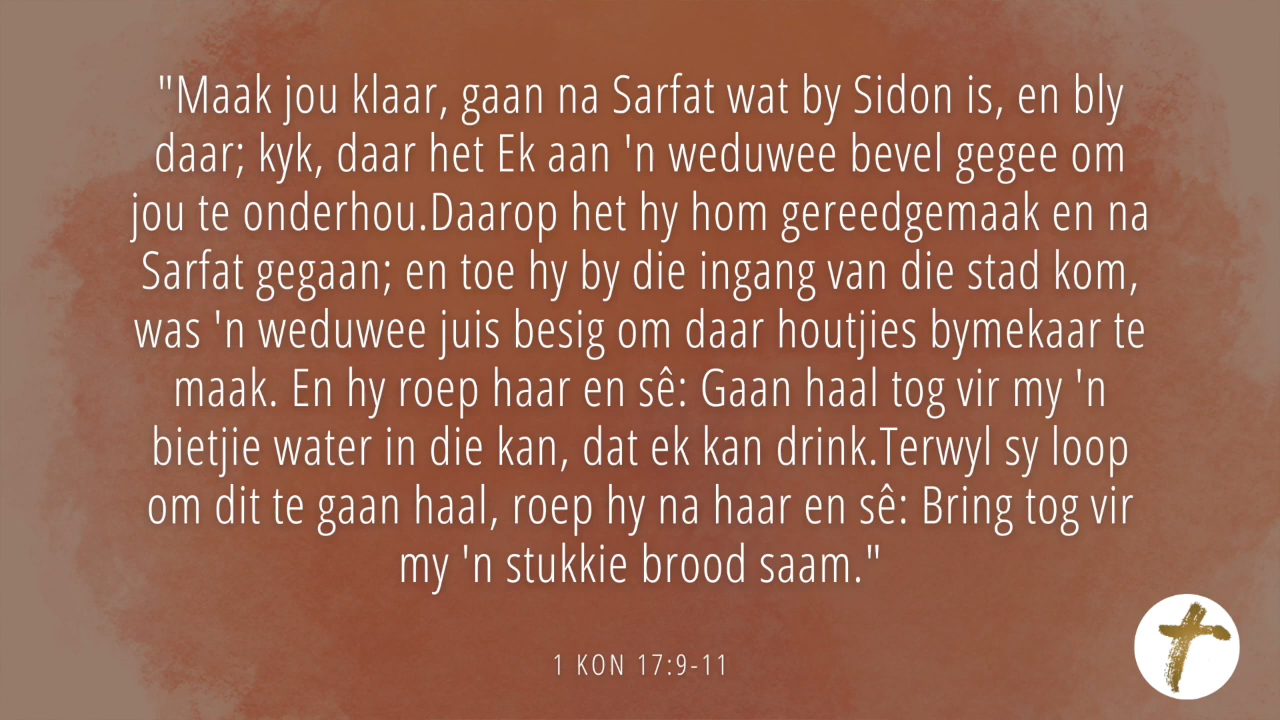 "Maak jou klaar, gaan na Sarfat wat by Sidon is, en bly
daar; kyk, daar het Ek aan 'n weduwee bevel gegee om
jou te onderhou.Daarop het hy hom gereedgemaak en na
Sarfat gegaan; en toe hy by die ingang van die stad kom,
was 'n weduwee juis besig om daar houtjies bymekaar te
maak. En hy roep haar en sê: Gaan haal tog vir my 'n
bietjie water in die kan, dat ek kan drink.Terwyl sy loop
om dit te gaan haal, roep hy na haar en sê: Bring tog vir
my 'n stukkie brood saam."
1 KON 17:9-11